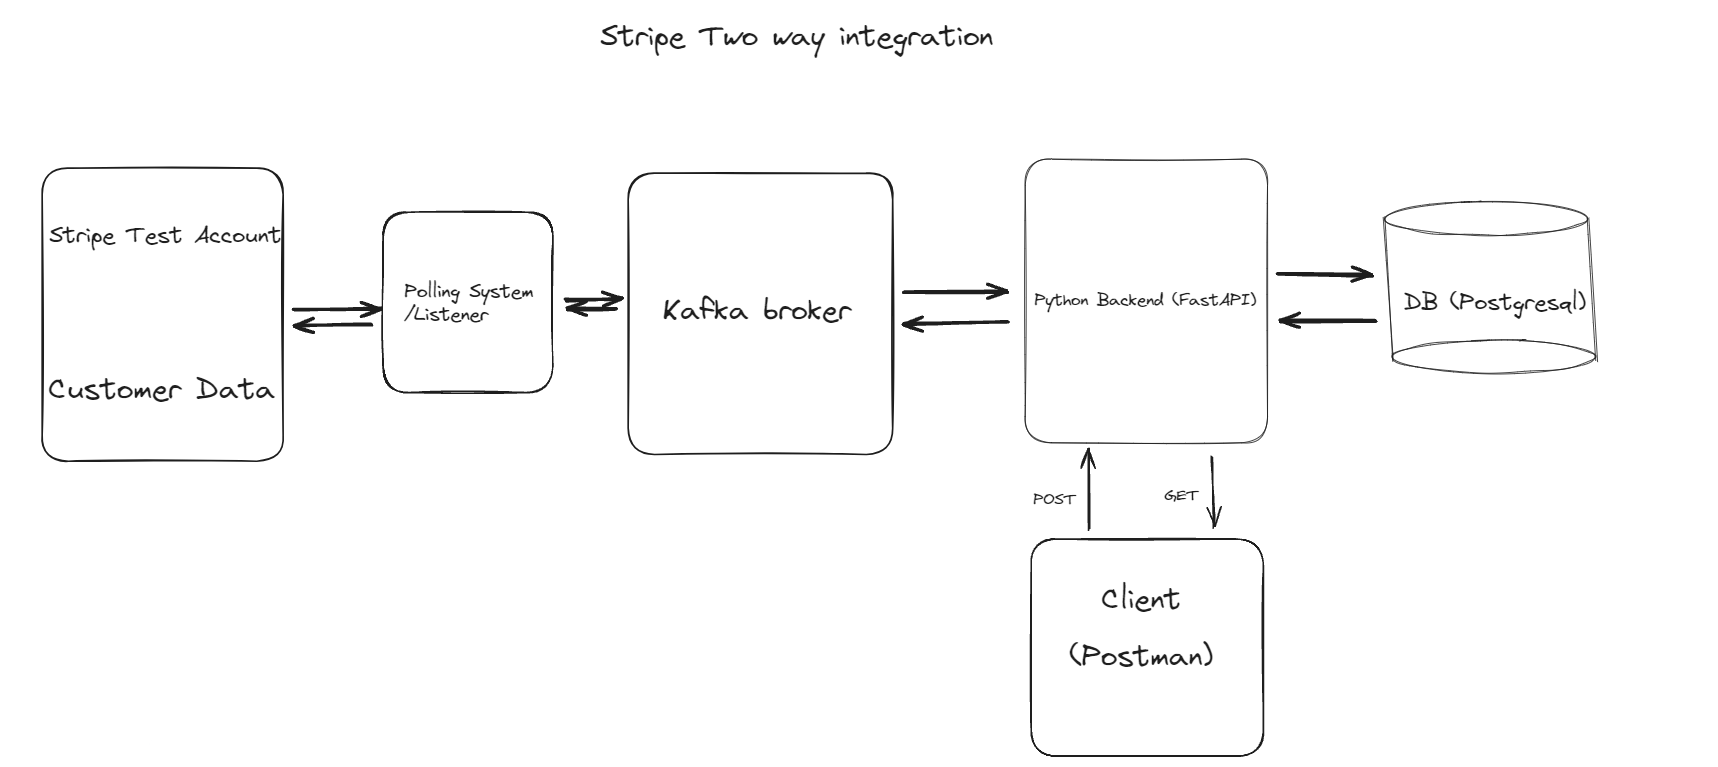 Stripe Two way integration
Stripe Test Account
Customer Data
Polling System
/Listener
Kafka broker
Python Backend (FastAPI)
DB (Postgresql)
POST
GET
Client
(Postman)